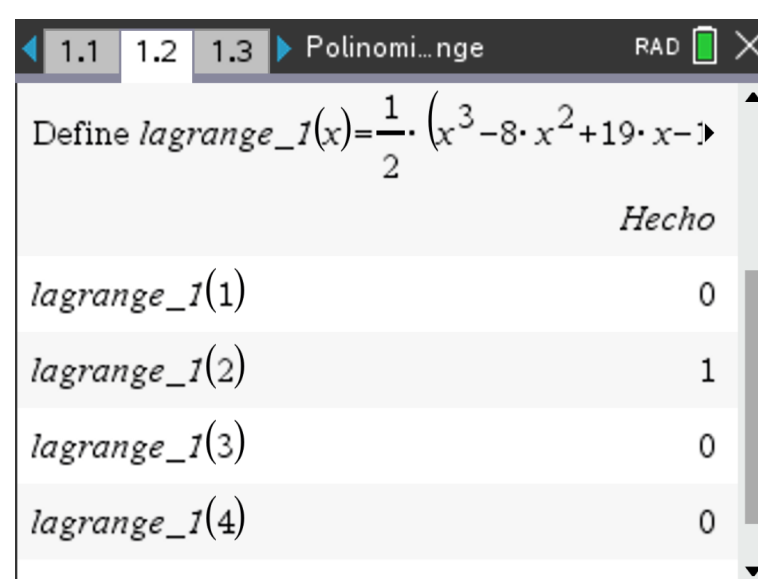 1.1 1.2 1.3 Polinomi…nge RAD
Define lagrange_1(x)=1/2·(x^3−8·x^2+19·x−1
Hecho
lagrange_1(1) 0
lagrange_1(2) 1
lagrange_1(3) 0
lagrange_1(4) 0